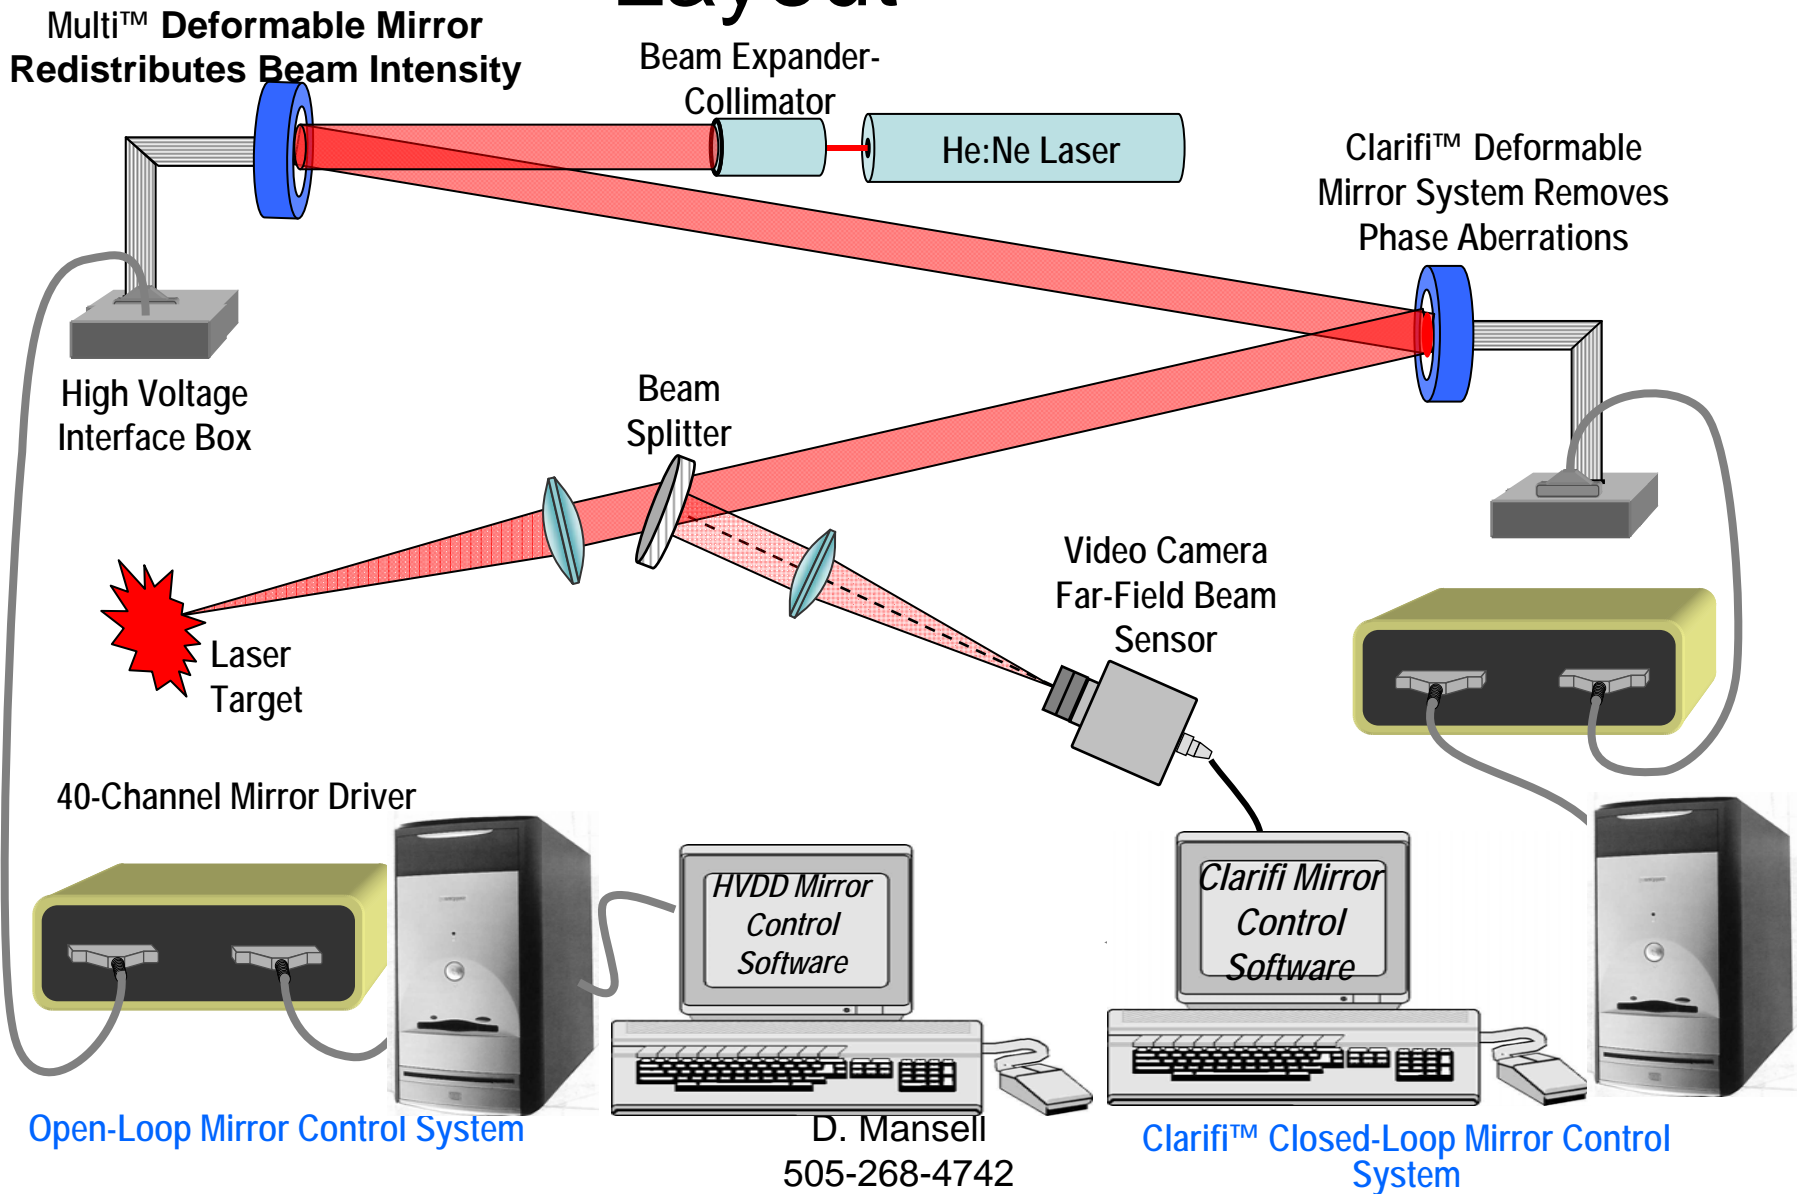 Layout
Multi™ Deformable Mirror
Redistributes Beam Intensity
Beam Expander-
Collimator
He:Ne Laser
Clarifi™ Deformable
Mirror System Removes
Phase Aberrations
High Voltage
Interface Box
Beam
Splitter
Video Camera
Far-Field Beam
Sensor
Laser
Target
40-Channel Mirror Driver
HVDD Mirror
Control
Software
Clarifi Mirror
Control
Software
Open-Loop Mirror Control System
D. Mansell
505-268-4742
Clarifi™ Closed-Loop Mirror Control
System